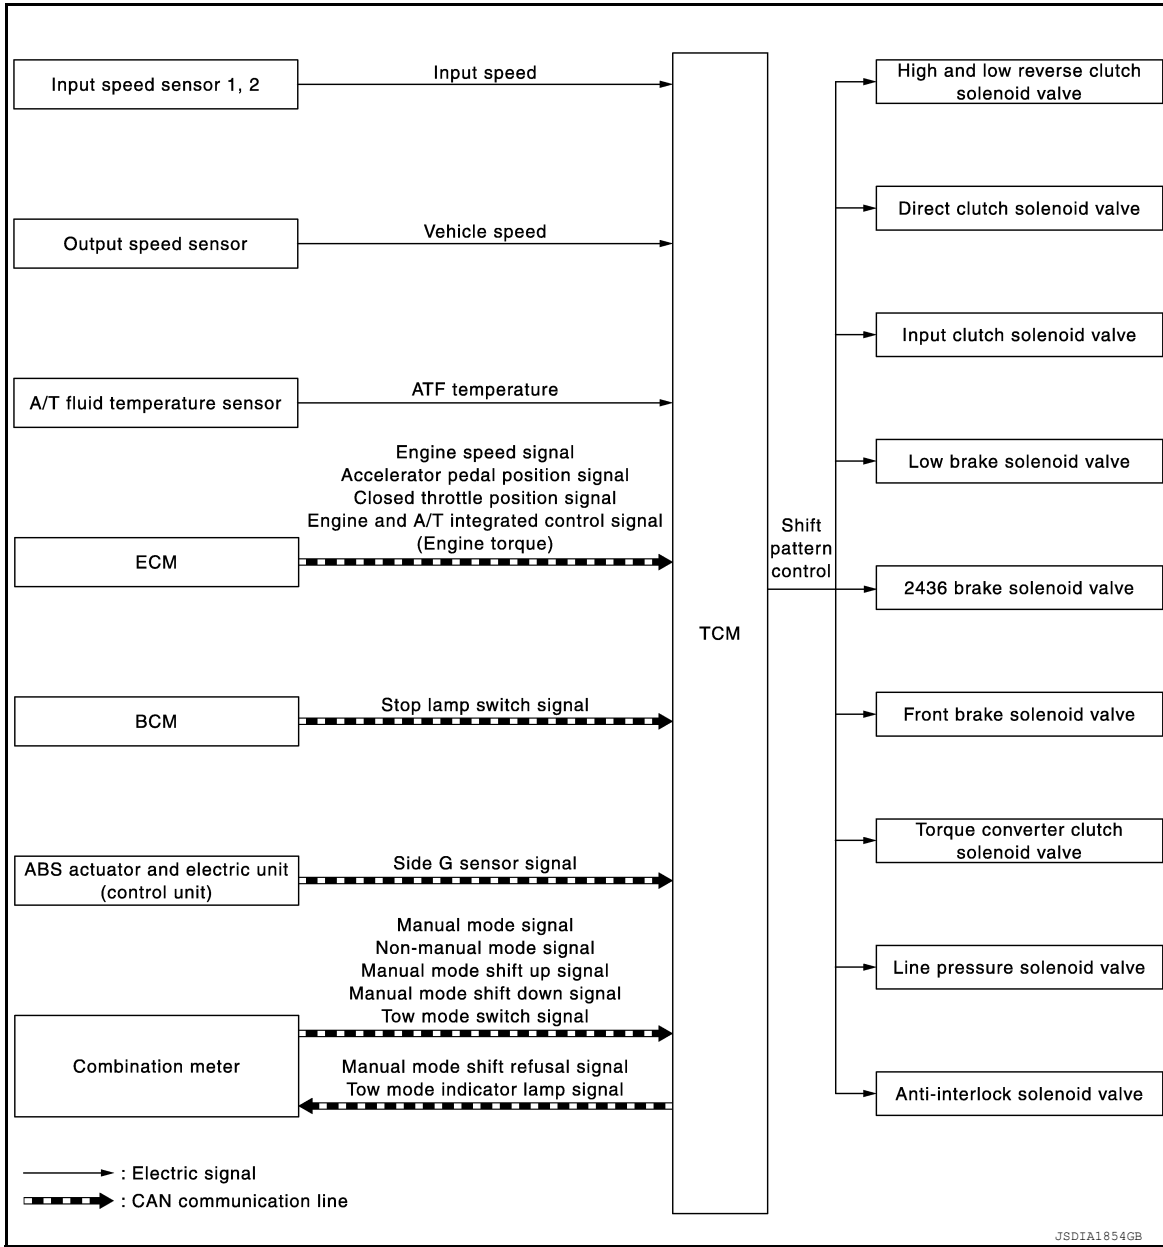 Input speed sensor 1, 2
Input speed
Output speed sensor
Vehicle speed
A/T fluid temperature sensor
ATF temperature
Engine speed signal
Accelerator pedal position signal
Closed throttle position signal
Engine and A/T integrated control signal
(Engine torque)
ECM
BCM
Stop lamp switch signal
ABS actuator and electric unit
(control unit)
Side G sensor signal
Manual mode signal
Non-manual mode signal
Manual mode shift up signal
Manual mode shift down signal
Tow mode switch signal
Combination meter
Manual mode shift refusal signal
Tow mode indicator lamp signal
TCM
Shift
pattern
control
High and low reverse clutch
solenoid valve
Direct clutch solenoid valve
Input clutch solenoid valve
Low brake solenoid valve
2436 brake solenoid valve
Front brake solenoid valve
Torque converter clutch
solenoid valve
Line pressure solenoid valve
Anti-interlock solenoid valve
: Electric signal
: CAN communication line
JSDIA1854GB